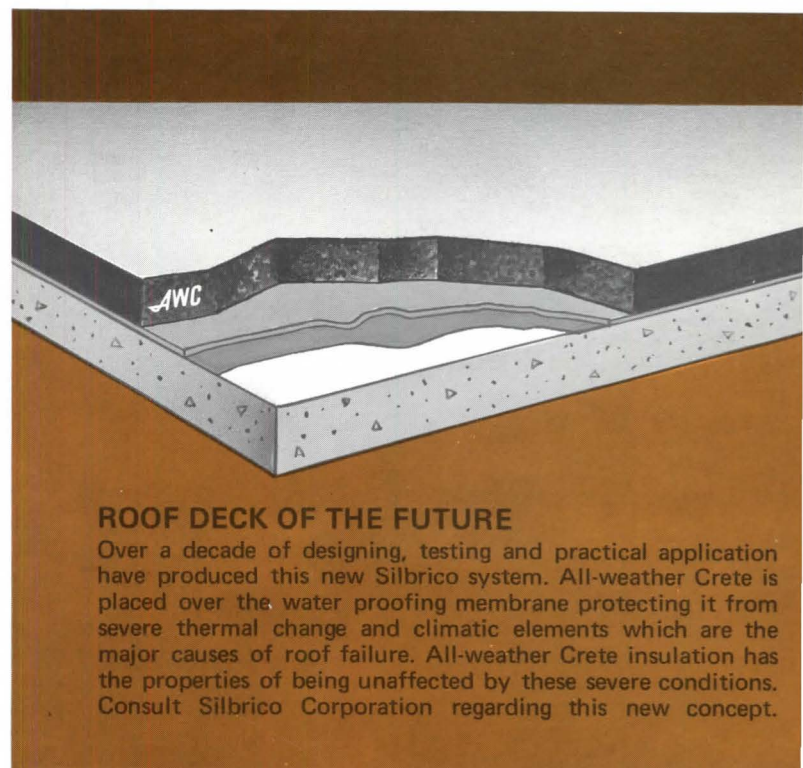 AWC
ROOF DECK OF THE FUTURE
Over a decade of designing, testing and practical application
have produced this new Silbrico system. All-weather Crete is
placed over the water proofing membrane protecting it from
severe thermal change and climatic elements which are the
major causes of roof failure. All-weather Crete insulation has
the properties of being unaffected by these severe conditions.
Consult Silbrico Corporation regarding this new concept.